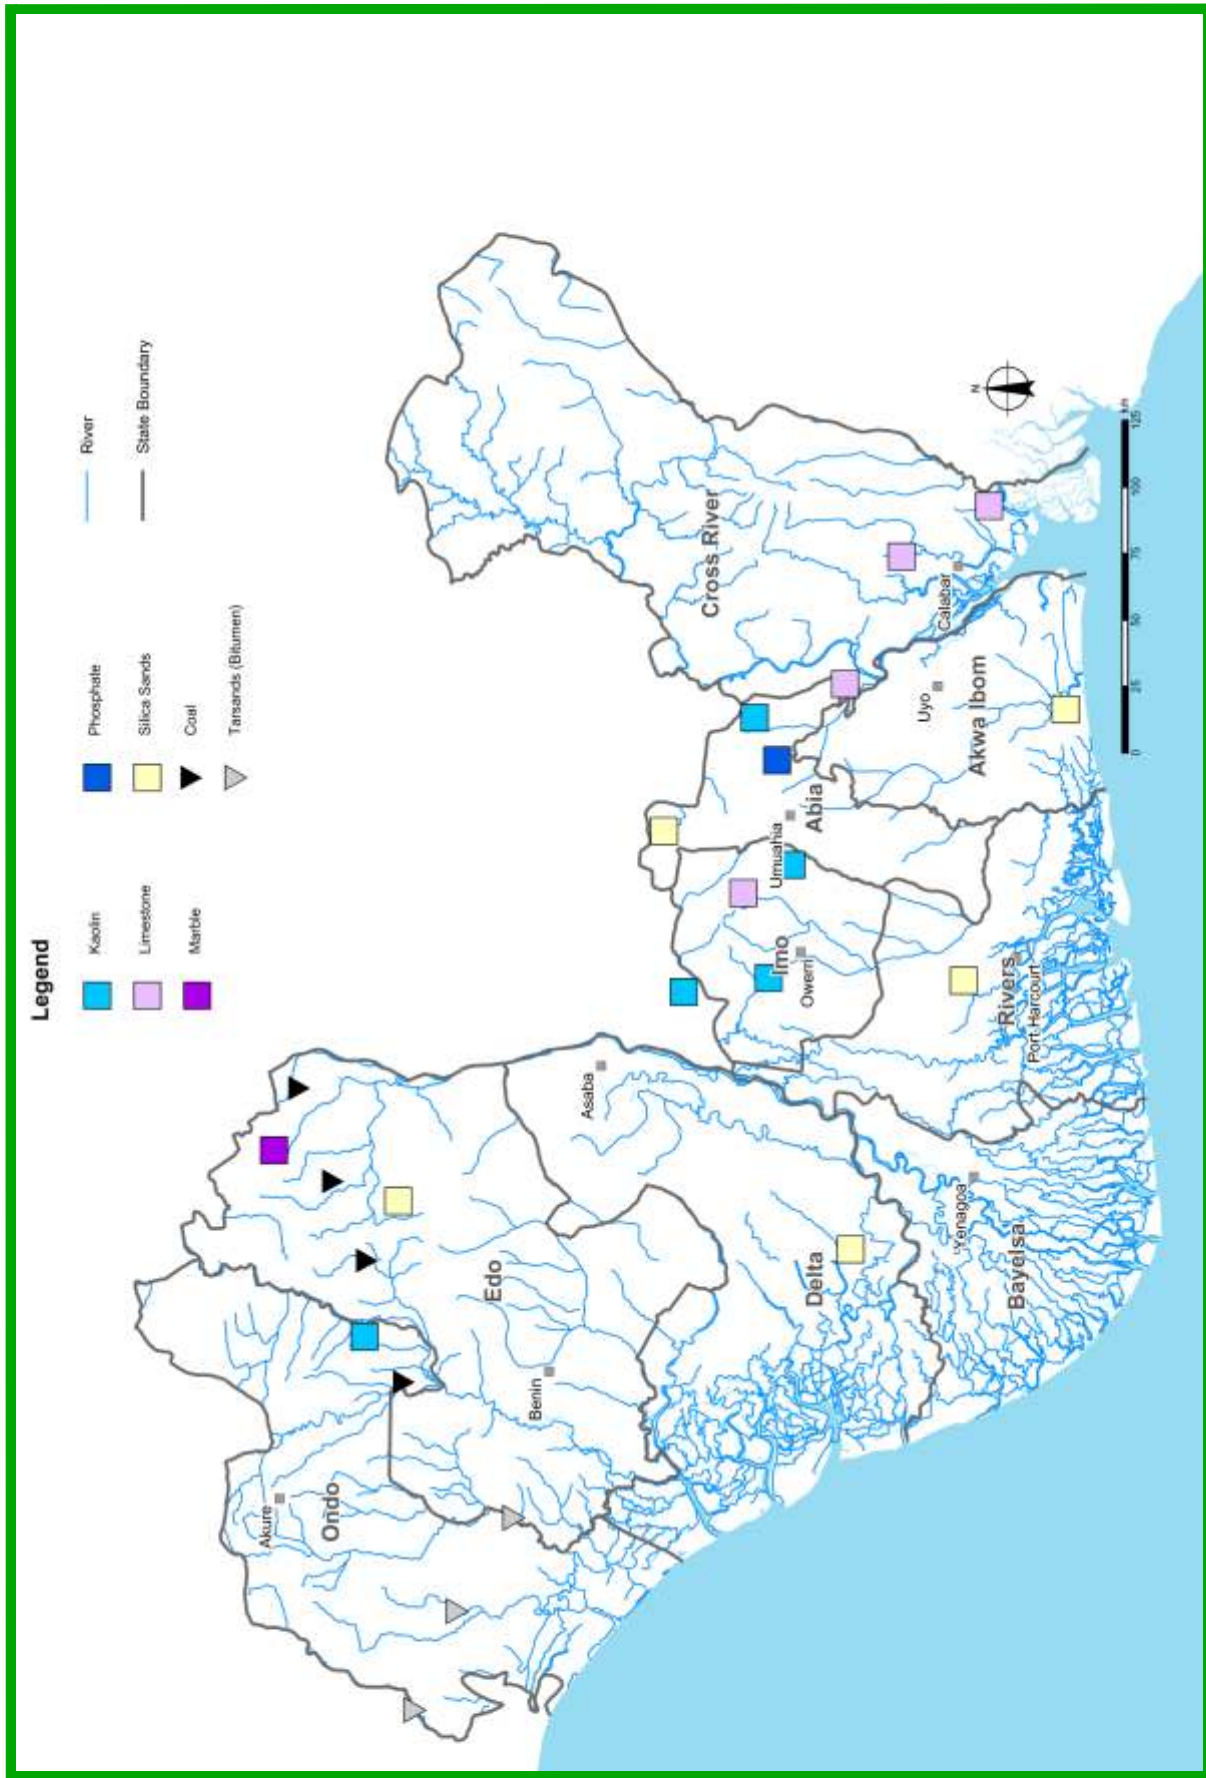 Legend
Kaolin
Phosphate
River
Limestone
Silica Sands
State Boundary
Marble
Coal
Tarsands (Bitumen)
Akure
Ondo
Edo
Benin
Asaba
Delta
Yenagoa
Bayelsa
Imo
Owerri
Umuahia
Abia
Rivers
Port Harcourt
Cross River
Calabar
Uyo
Akwa Ibom
N
0 25 50 75 100 125